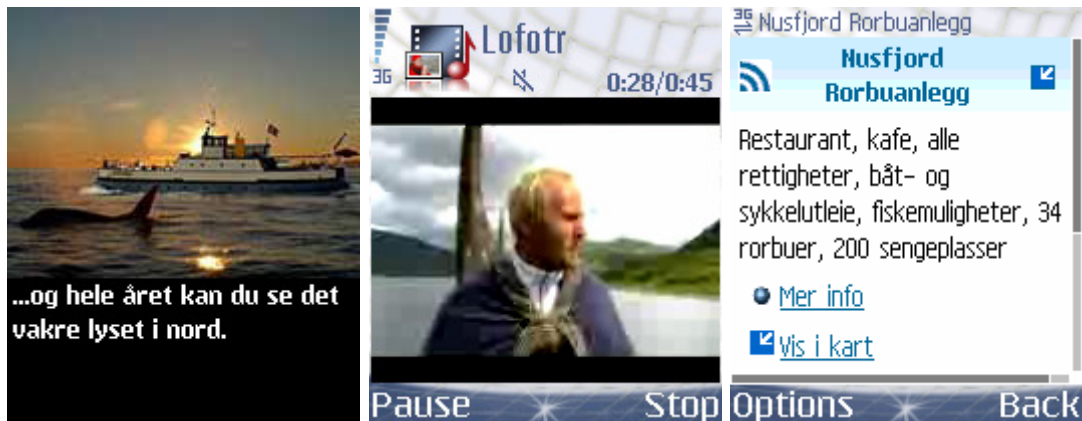 ...og hele året kan du se det
vakre lyset i nord.
3G
Lofotr
0:28/0:45
Pause
Stop
3G
Nusfjord Rorbuanlegg
Nusfjord
Rorbuanlegg
Restaurant, kafe, alle
rettigheter, båt- og
sykkelutleie, fiskemuligheter, 34
rorbuer, 200 sengeplasser
Mer info
Vis i kart
Options
Back